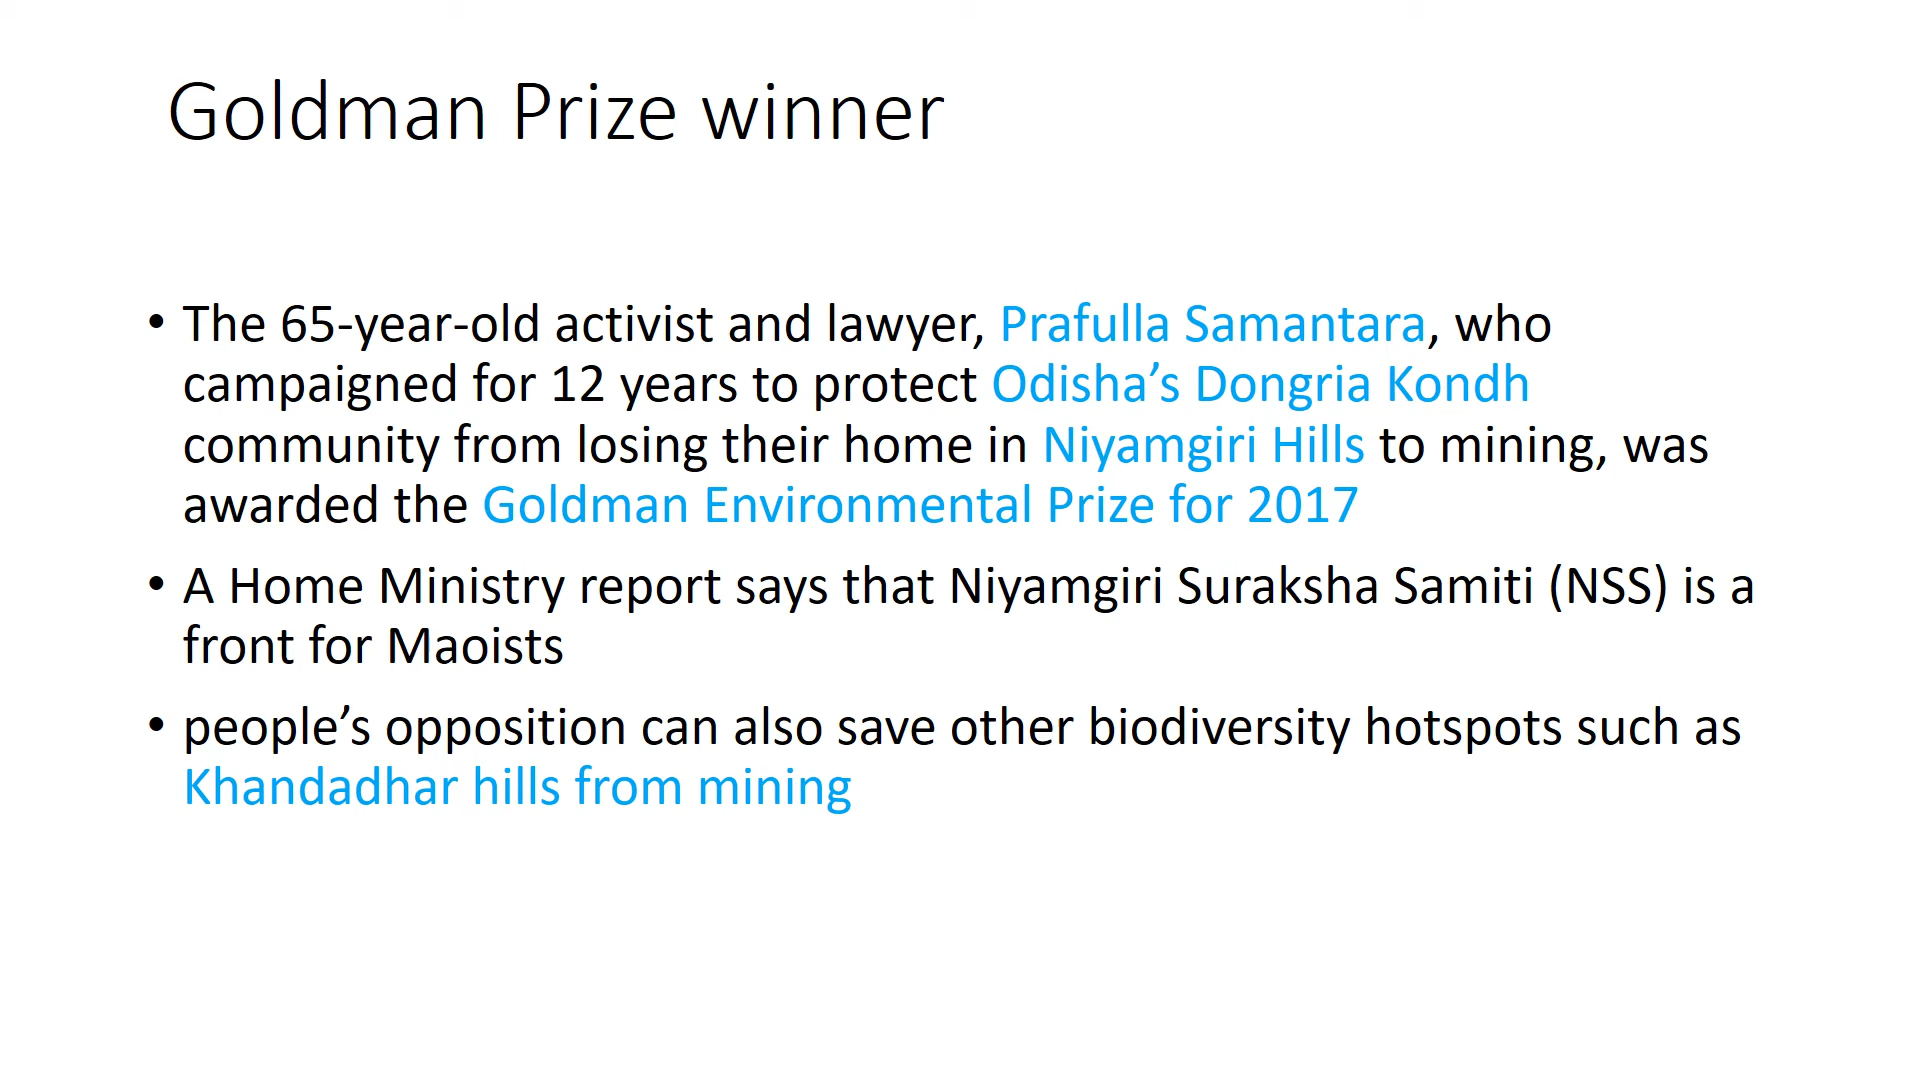 Goldman Prize winner
• The 65-year-old activist and lawyer, Prafulla Samantara, who
campaigned for 12 years to protect Odisha’s Dongria Kondh
community from losing their home in Niyamgiri Hills to mining, was
awarded the Goldman Environmental Prize for 2017
• A Home Ministry report says that Niyamgiri Suraksha Samiti (NSS) is a
front for Maoists
• people’s opposition can also save other biodiversity hotspots such as
Khandadhar hills from mining